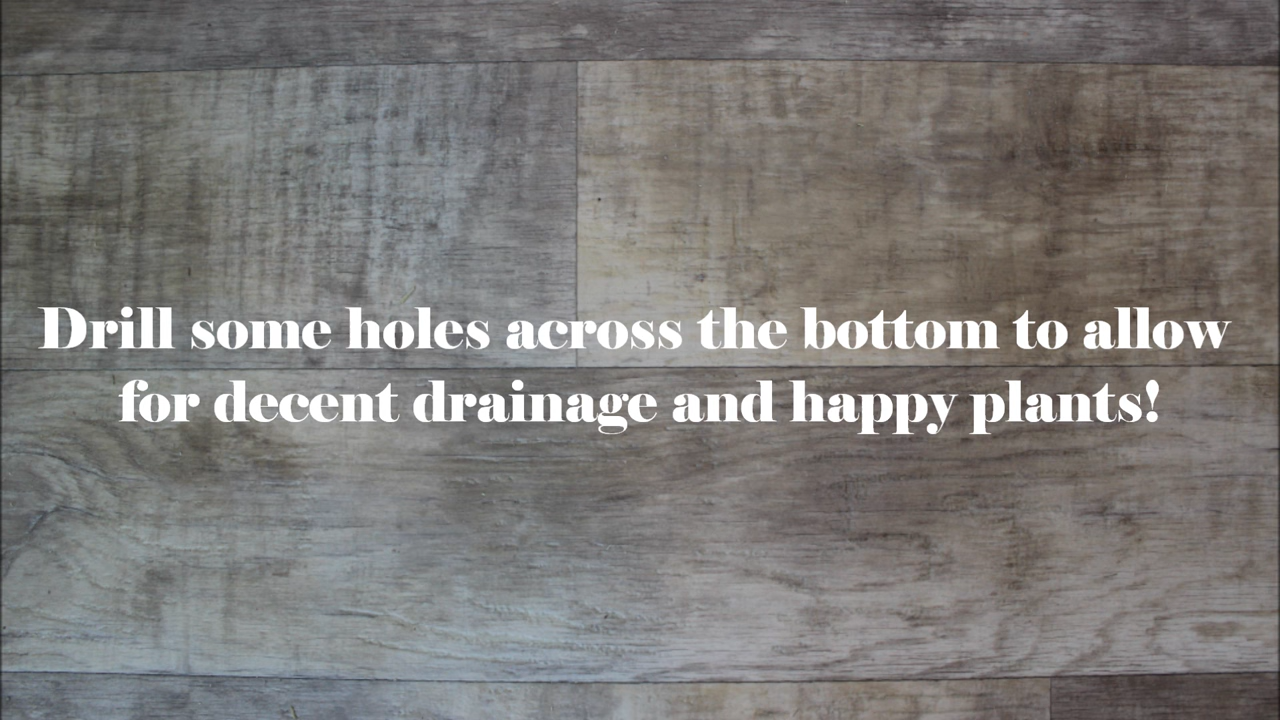 Drill some holes across the bottom to allow
for decent drainage and happy plants!